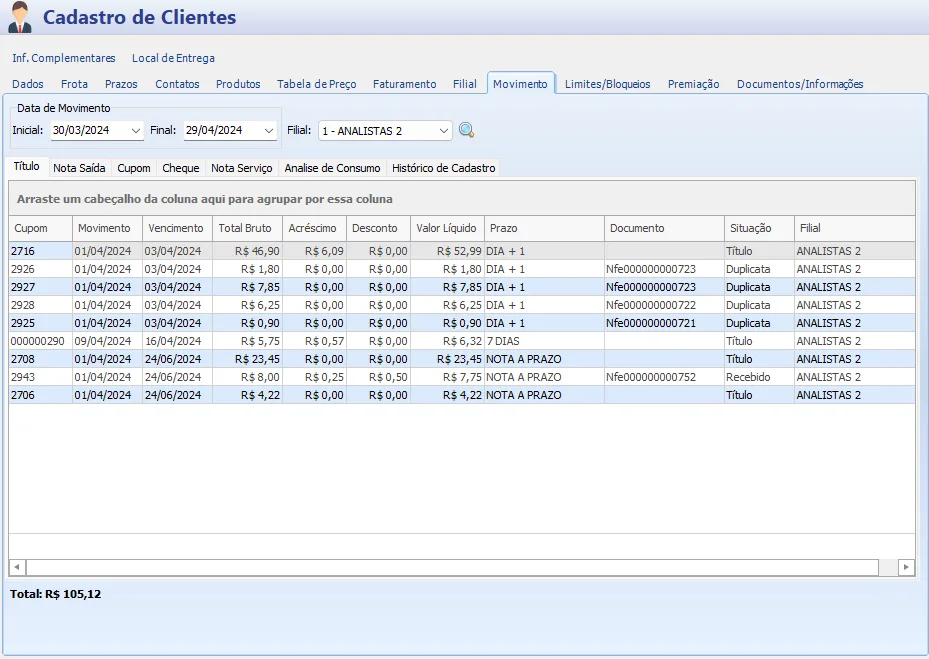 Cadastro de Clientes
Inf. Complementares Local de Entrega
Dados Frota Prazos Contatos Produtos Tabela de Preço Faturamento Filial Movimento Limites/Bloqueios Premiação Documentos/Informações
Data de Movimento
Inicial: 30/03/2024 Final: 29/04/2024 Filial: 1 - ANALISTAS 2
Título Nota Saída Cupom Cheque Nota Serviço Analise de Consumo Histórico de Cadastro
Arraste um cabeçalho da coluna aqui para agrupar por essa coluna
Cupom Movimento Vencimento Total Bruto Acréscimo Desconto Valor Líquido Prazo Documento Situação Filial
2716 01/04/2024 03/04/2024 R$ 46,90 R$ 6,09 R$ 0,00 R$ 52,99 DIA + 1 Título ANALISTAS 2
2926 01/04/2024 03/04/2024 R$ 1,80 R$ 0,00 R$ 0,00 R$ 1,80 DIA + 1 Nfe000000000723 Duplicata ANALISTAS 2
2927 01/04/2024 03/04/2024 R$ 7,85 R$ 0,00 R$ 0,00 R$ 7,85 DIA + 1 Nfe000000000723 Duplicata ANALISTAS 2
2928 01/04/2024 03/04/2024 R$ 6,25 R$ 0,00 R$ 0,00 R$ 6,25 DIA + 1 Nfe000000000722 Duplicata ANALISTAS 2
2925 01/04/2024 03/04/2024 R$ 0,90 R$ 0,00 R$ 0,00 R$ 0,90 DIA + 1 Nfe000000000721 Duplicata ANALISTAS 2
000000290 09/04/2024 16/04/2024 R$ 5,75 R$ 0,57 R$ 0,00 R$ 6,32 7 DIAS Título ANALISTAS 2
2708 01/04/2024 24/06/2024 R$ 23,45 R$ 0,00 R$ 0,00 R$ 23,45 NOTA A PRAZO Título ANALISTAS 2
2943 01/04/2024 24/06/2024 R$ 8,00 R$ 0,25 R$ 0,50 R$ 7,75 NOTA A PRAZO Nfe000000000752 Recebido ANALISTAS 2
2706 01/04/2024 24/06/2024 R$ 4,22 R$ 0,00 R$ 0,00 R$ 4,22 NOTA A PRAZO Título ANALISTAS 2
Total: R$ 105,12